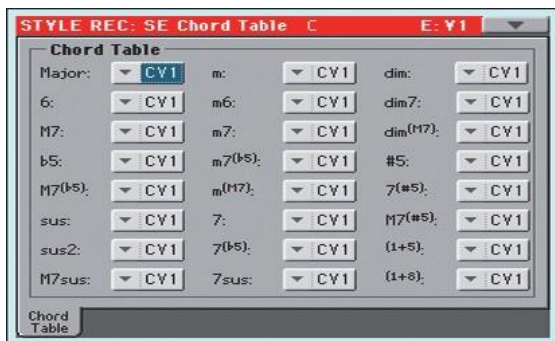 STYLE REC: SE Chord Table C E: V1
Chord Table
Major: CV1 m: CV1 dim: CV1
6: CV1 m6: CV1 dim7: CV1
M7: CV1 m7: CV1 dim(M7): CV1
b5: CV1 m7(b5): CV1 #5: CV1
M7(b5): CV1 m(M7): CV1 7(#5): CV1
sus: CV1 7: CV1 M7(#5): CV1
sus2: CV1 7(b5): CV1 (1+5): CV1
M7sus: CV1 7sus: CV1 (1+8): CV1
Chord
Table